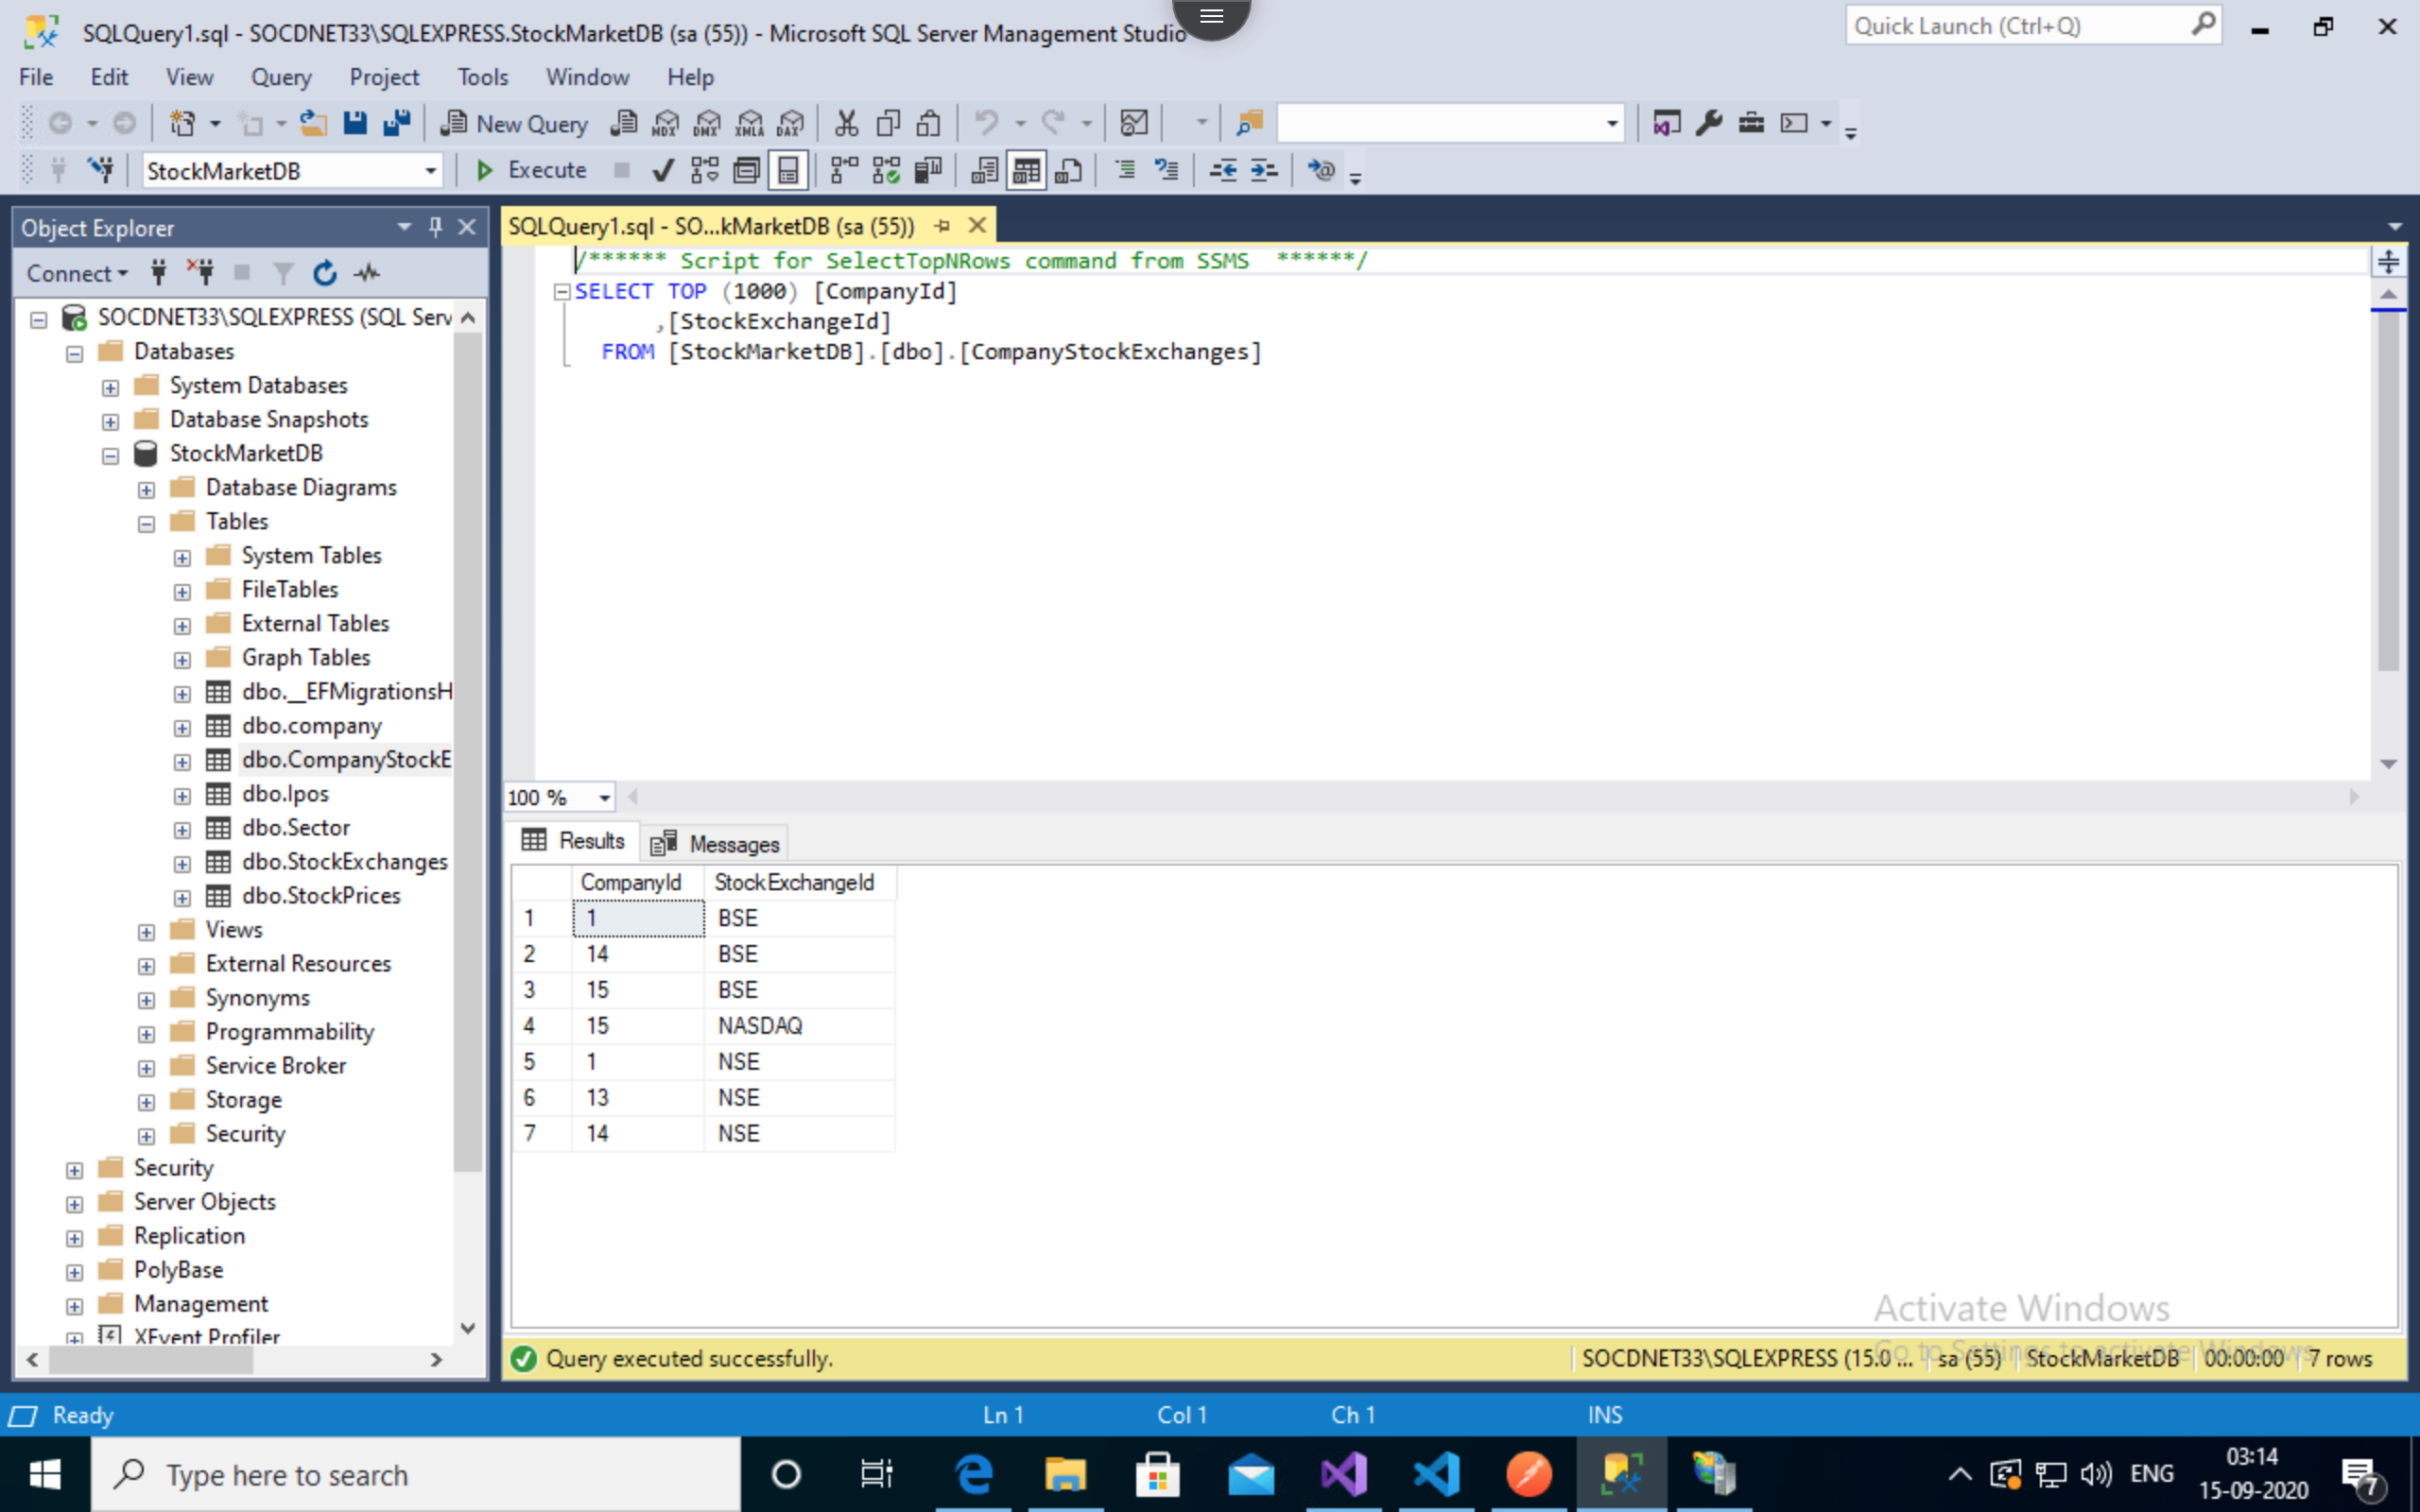 SQLQuery1.sql - SOCDNET33\SQLEXPRESS.StockMarketDB (sa (55)) - Microsoft SQL Server Management Studio
Quick Launch (Ctrl+Q)
File Edit View Query Project Tools Window Help
New Query MDX DMX XMLA DAX
StockMarketDB Execute
Object Explorer
Connect
SOCDNET33\SQLEXPRESS (SQL Serv
Databases
System Databases
Database Snapshots
StockMarketDB
Database Diagrams
Tables
System Tables
FileTables
External Tables
Graph Tables
dbo.__EFMigrationsH
dbo.company
dbo.CompanyStockE
dbo.Ipos
dbo.Sector
dbo.StockExchanges
dbo.StockPrices
Views
External Resources
Synonyms
Programmability
Service Broker
Storage
Security
Security
Server Objects
Replication
PolyBase
Management
XEvent Profiler
SQLQuery1.sql - SO...kMarketDB (sa (55))
/****** Script for SelectTopNRows command from SSMS ******/
SELECT TOP (1000) [CompanyId]
,[StockExchangeId]
FROM [StockMarketDB].[dbo].[CompanyStockExchanges]
100 %
Results Messages
CompanyId StockExchangeId
1 1 BSE
2 14 BSE
3 15 BSE
4 15 NASDAQ
5 1 NSE
6 13 NSE
7 14 NSE
Activate Windows
Go to Settings to activate Windows.
Query executed successfully. SOCDNET33\SQLEXPRESS (15.0 ... sa (55) StockMarketDB 00:00:00 7 rows
Ready Ln 1 Col 1 Ch 1 INS
Type here to search
ENG 03:14
15-09-2020
7